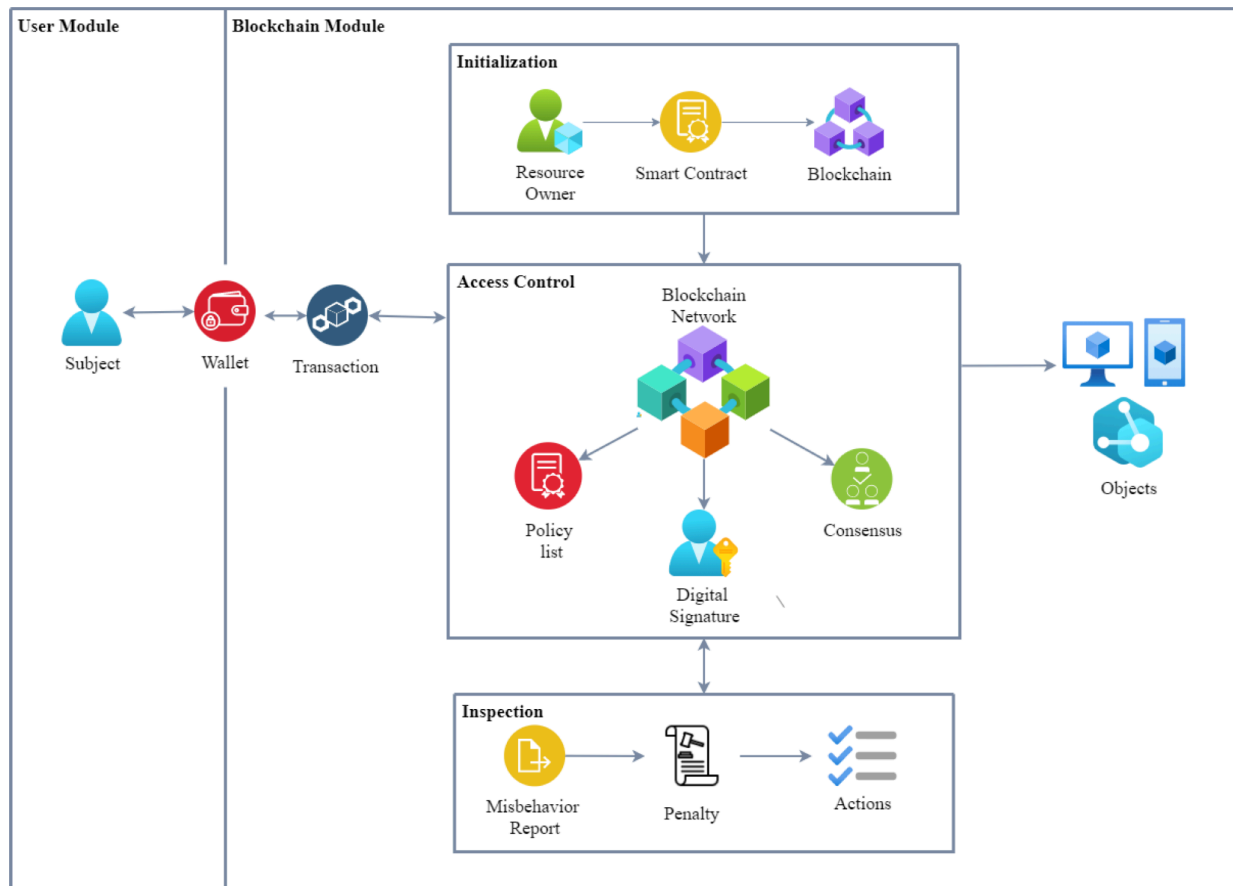 User Module
Blockchain Module
Initialization
Resource
Owner
Smart Contract
Blockchain
Access Control
Blockchain
Network
Subject
Wallet
Transaction
Policy
list
Consensus
Digital
Signature
Objects
Inspection
Misbehavior
Report
Penalty
Actions